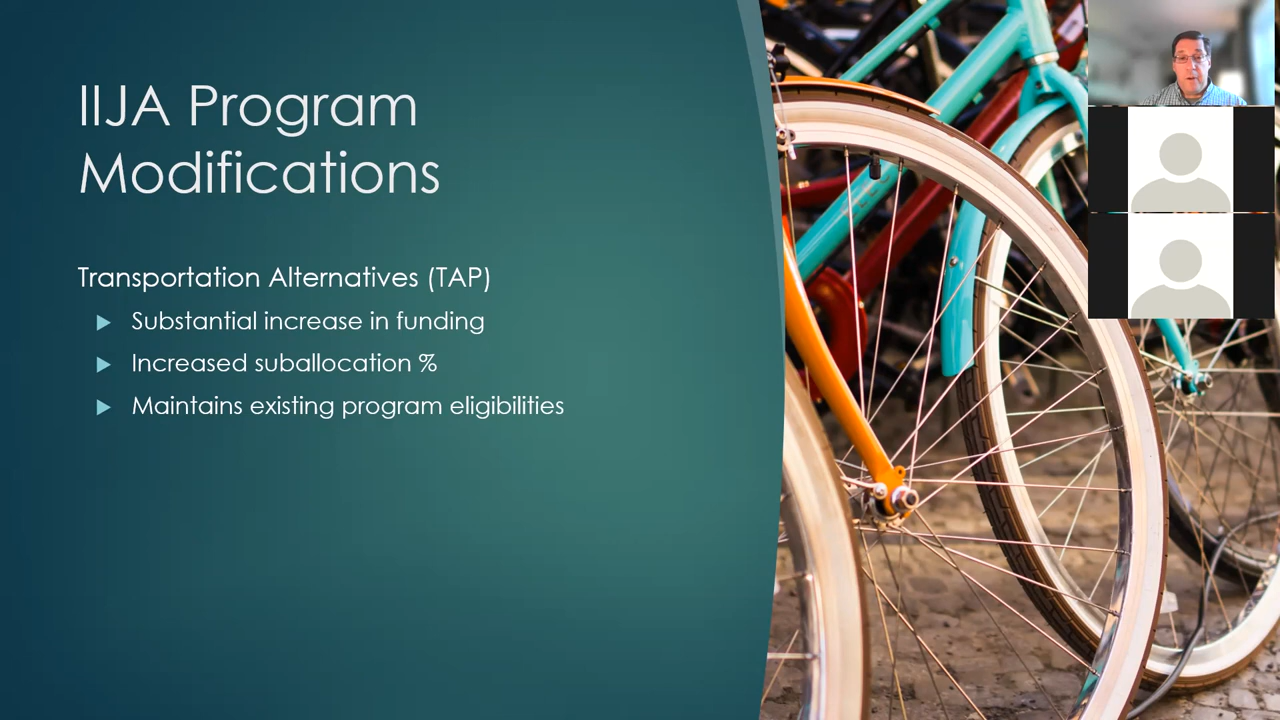 IIJA Program
Modifications
Transportation Alternatives (TAP)
Substantial increase in funding
Increased suballocation %
Maintains existing program eligibilities